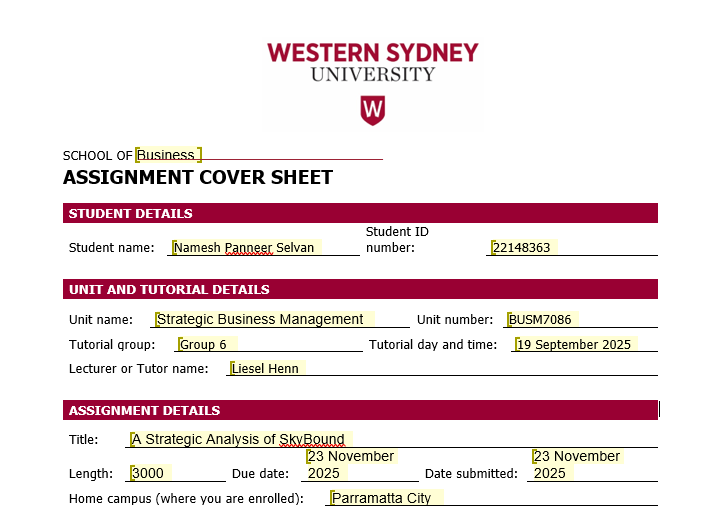 WESTERN SYDNEY
UNIVERSITY
W
SCHOOL OF Business
ASSIGNMENT COVER SHEET
STUDENT DETAILS
Student name: Namesh Panneer Selvan Student ID number: 22148363
UNIT AND TUTORIAL DETAILS
Unit name: Strategic Business Management Unit number: BUSM7086
Tutorial group: Group 6 Tutorial day and time: 19 September 2025
Lecturer or Tutor name: Liesel Henn
ASSIGNMENT DETAILS
Title: A Strategic Analysis of SkyBound
Length: 3000 Due date: 23 November 2025 Date submitted: 23 November 2025
Home campus (where you are enrolled): Parramatta City